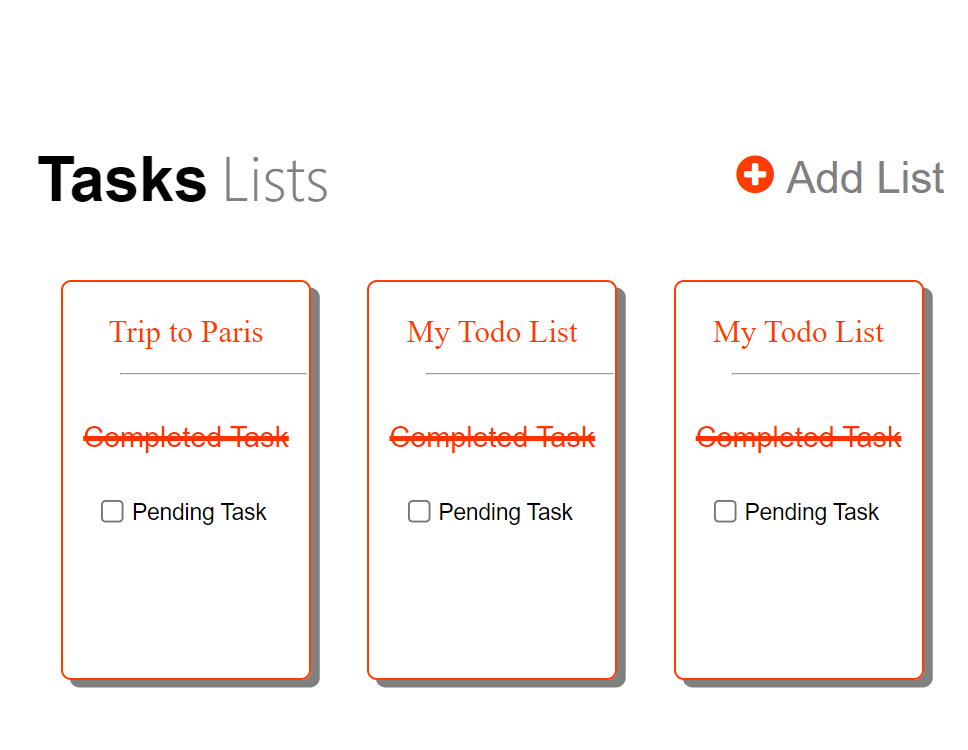 Tasks Lists
Add List
Trip to Paris
Completed Task
Pending Task
My Todo List
Completed Task
Pending Task
My Todo List
Completed Task
Pending Task